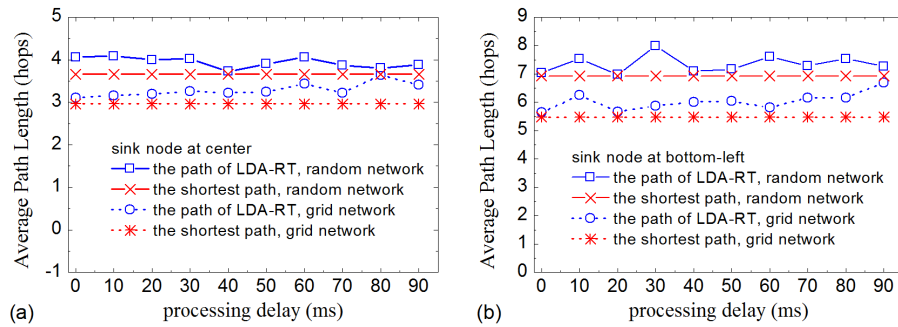 Average Path Length (hops)
5
4
3
2
1
0
-1
sink node at center
the path of LDA-RT, random network
the shortest path, random network
the path of LDA-RT, grid network
the shortest path, grid network
0 10 20 30 40 50 60 70 80 90
processing delay (ms)
(a)
Average Path Length (hops)
9
8
7
6
5
4
3
2
1
0
sink node at bottom-left
the path of LDA-RT, random network
the shortest path, random network
the path of LDA-RT, grid network
the shortest path, grid network
0 10 20 30 40 50 60 70 80 90
processing delay (ms)
(b)